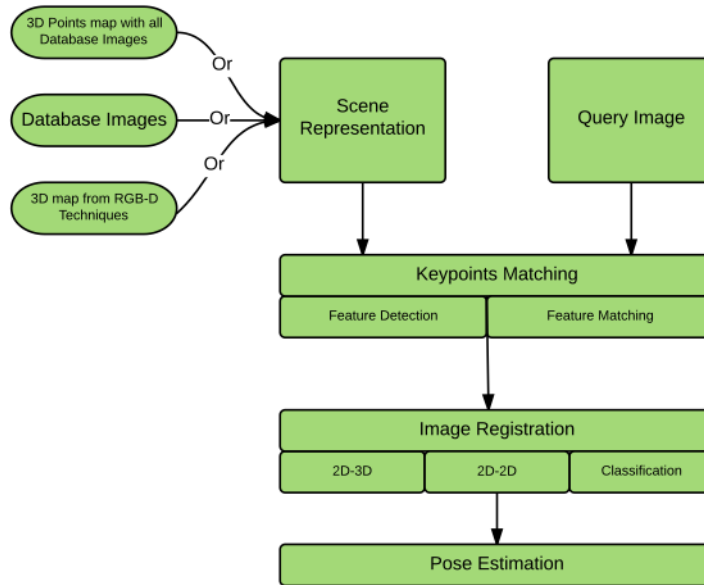 3D Points map with all
Database Images
Or
Database Images
Or
Or
3D map from RGB-D
Techniques
Scene
Representation
Query Image
Keypoints Matching
Feature Detection
Feature Matching
Image Registration
2D-3D
2D-2D
Classification
Pose Estimation